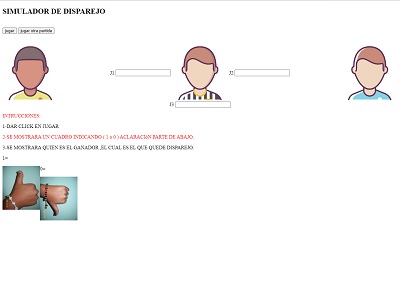 SIMULADOR DE DISPAREJO
jugar jugar otra partida
J1 J2
J3
INTRUCCIONES:
1-DAR CLICK EN JUGAR
2-SE MOSTRARA UN CUADRO INDICANDO ( 1 o 0 ) ACLARACIóN PARTE DE ABAJO.
3-SE MOSTRARA QUIEN ES EL GANADOR ,EL CUAL ES EL QUE QUEDE DISPAREJO.
1=
0=